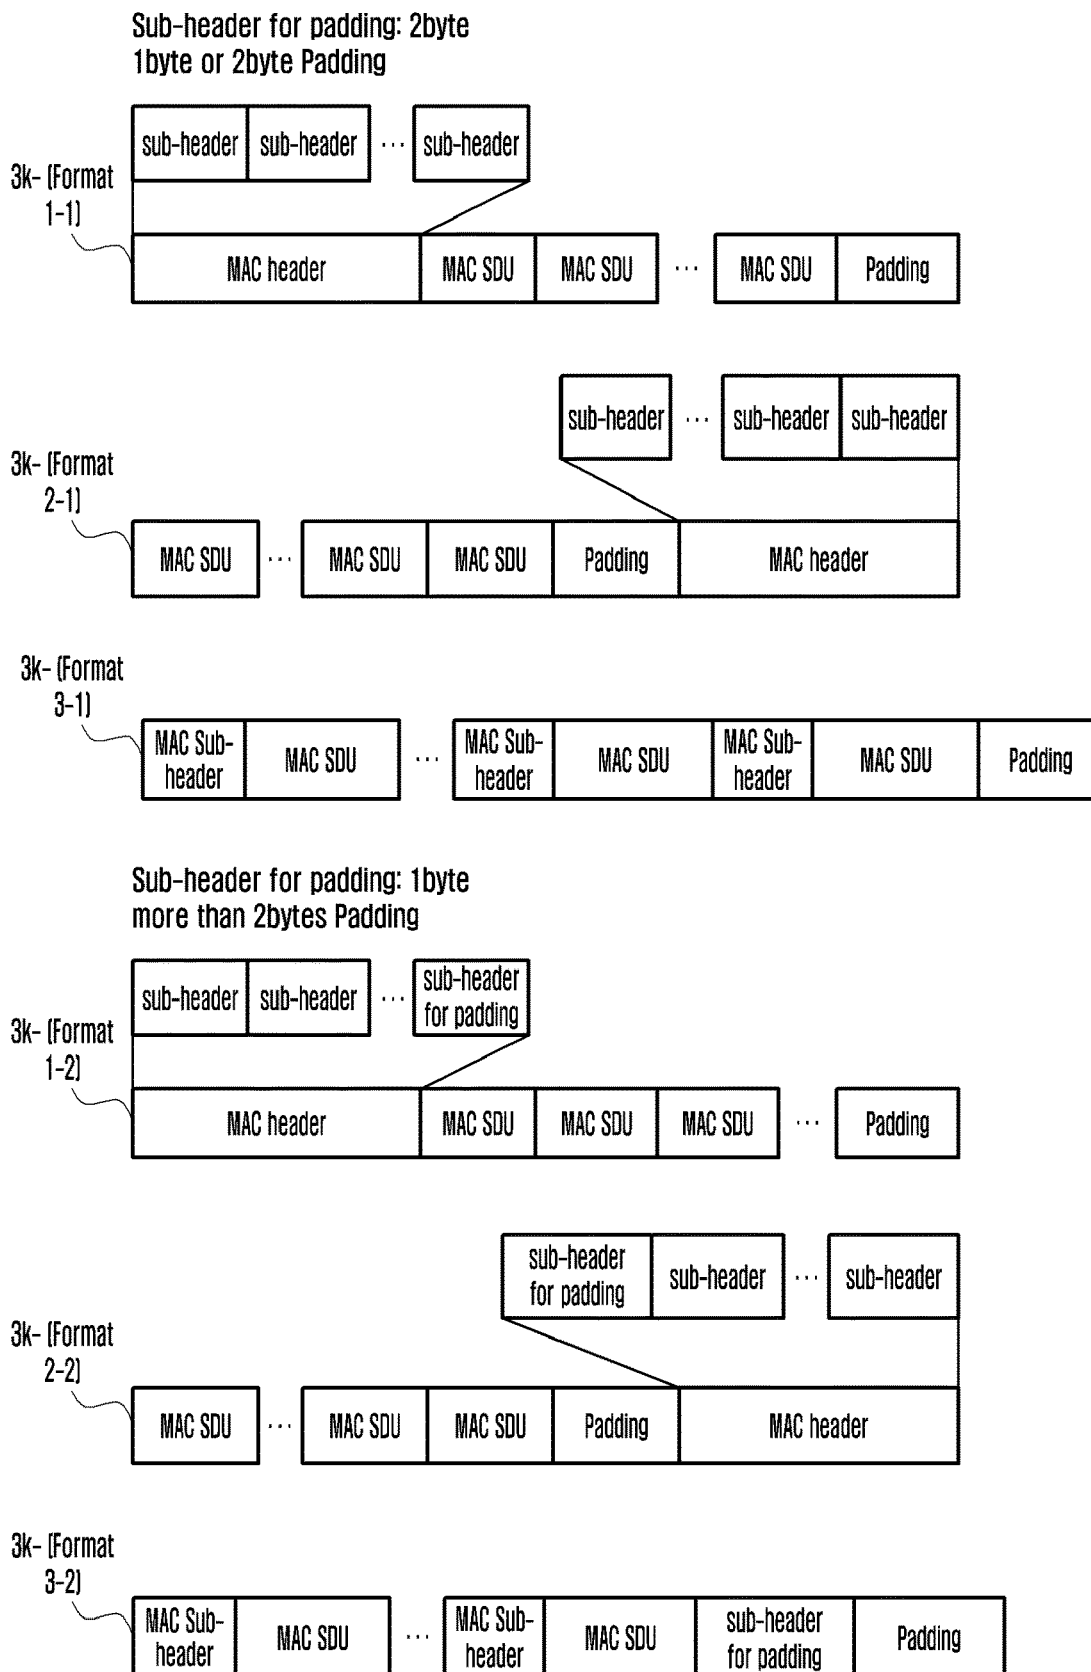 Sub-header for padding: 2byte
1byte or 2byte Padding
sub-header sub-header ... sub-header
3k- (Format
1-1)
MAC header MAC SDU MAC SDU ... MAC SDU Padding
sub-header ... sub-header sub-header
3k- (Format
2-1)
MAC SDU ... MAC SDU MAC SDU Padding MAC header
3k- (Format
3-1)
MAC Sub-
header
MAC SDU
...
MAC Sub-
header
MAC SDU
MAC Sub-
header
MAC SDU
Padding
Sub-header for padding: 1byte
more than 2bytes Padding
sub-header sub-header ...
sub-header
for padding
3k- (Format
1-2)
MAC header MAC SDU MAC SDU MAC SDU ... Padding
sub-header
for padding
sub-header ... sub-header
3k- (Format
2-2)
MAC SDU ... MAC SDU MAC SDU Padding MAC header
3k- (Format
3-2)
MAC Sub-
header
MAC SDU
...
MAC Sub-
header
MAC SDU
sub-header
for padding
Padding